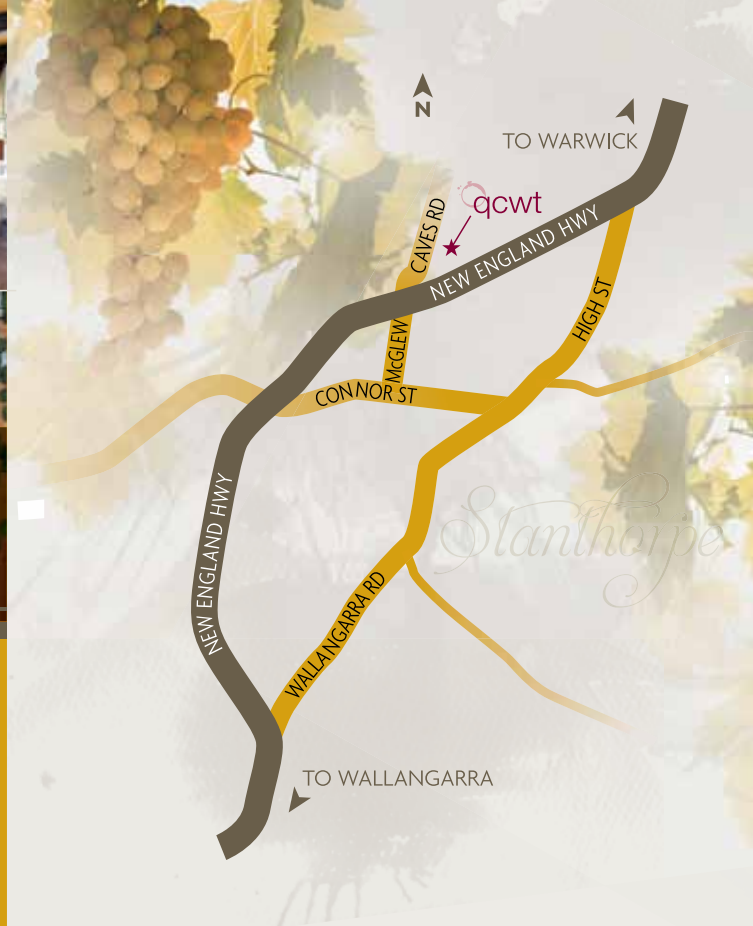 N
TO WARWICK
qcwt
CAVES RD
NEW ENGLAND HWY
HIGH ST
McGLEW
CONNOR ST
Stanthorpe
NEW ENGLAND HWY
WALLANGARRA RD
TO WALLANGARRA